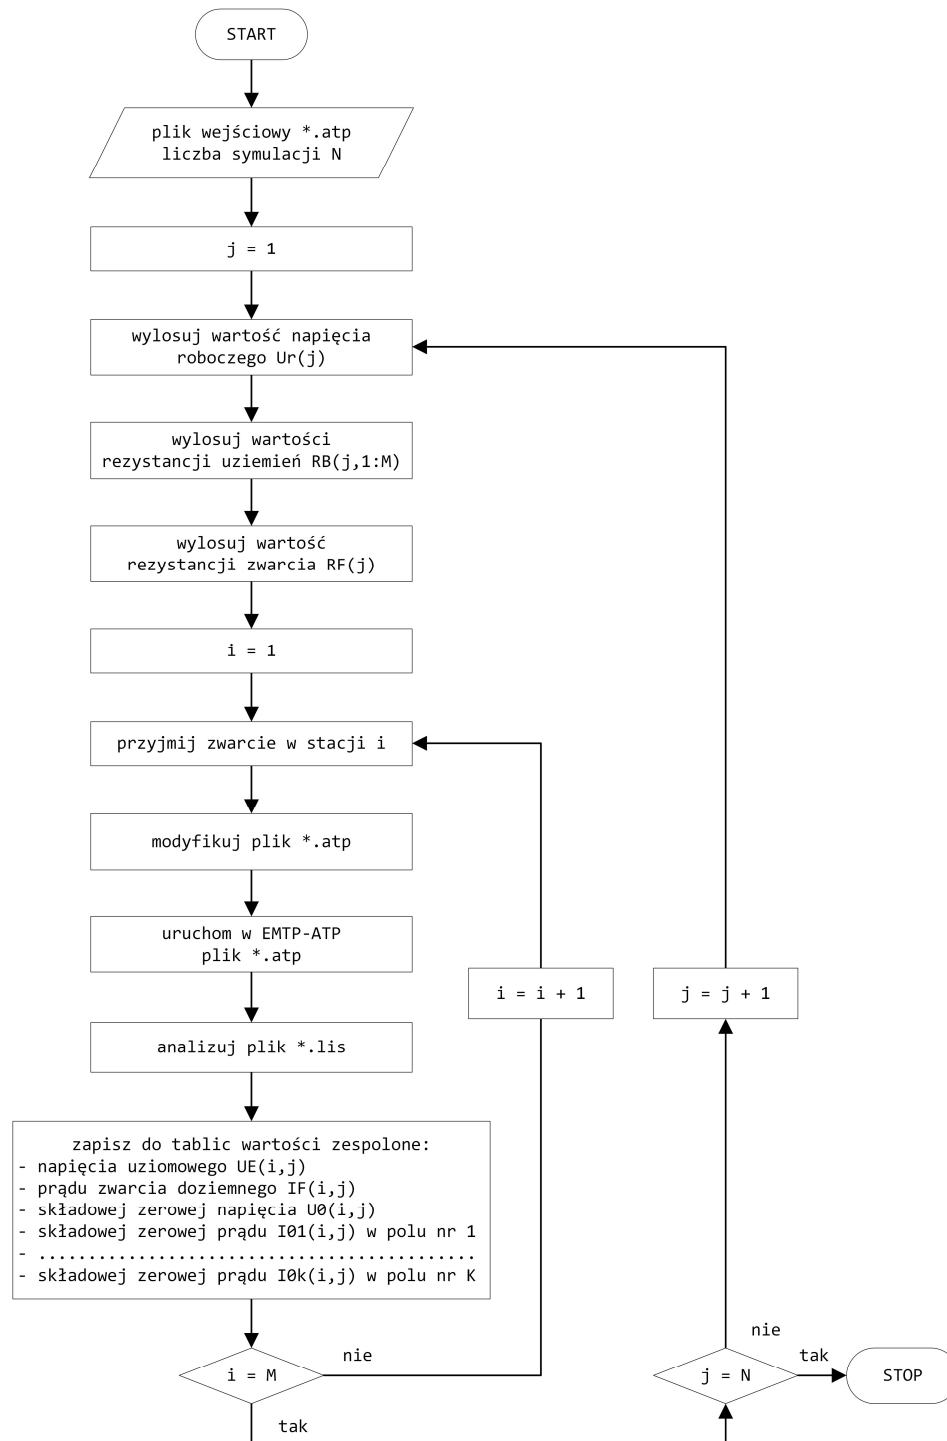 START
plik wejściowy *.atp
liczba symulacji N
j = 1
wylosuj wartość napięcia
roboczego Ur(j)
wylosuj wartości
rezystancji uziemień RB(j,1:M)
wylosuj wartość
rezystancji zwarcia RF(j)
i = 1
przyjmij zwarcie w stacji i
modyfikuj plik *.atp
uruchom w EMTP-ATP
plik *.atp
i = i + 1
j = j + 1
analizuj plik *.lis
zapisz do tablic wartości zespolone:
- napięcia uziomowego UE(i,j)
- prądu zwarcia doziemnego IF(i,j)
- składowej zerowej napięcia U0(i,j)
- składowej zerowej prądu I01(i,j) w polu nr 1
- ............................................
- składowej zerowej prądu I0k(i,j) w polu nr K
i = M
nie
tak
j = N
nie
tak
STOP